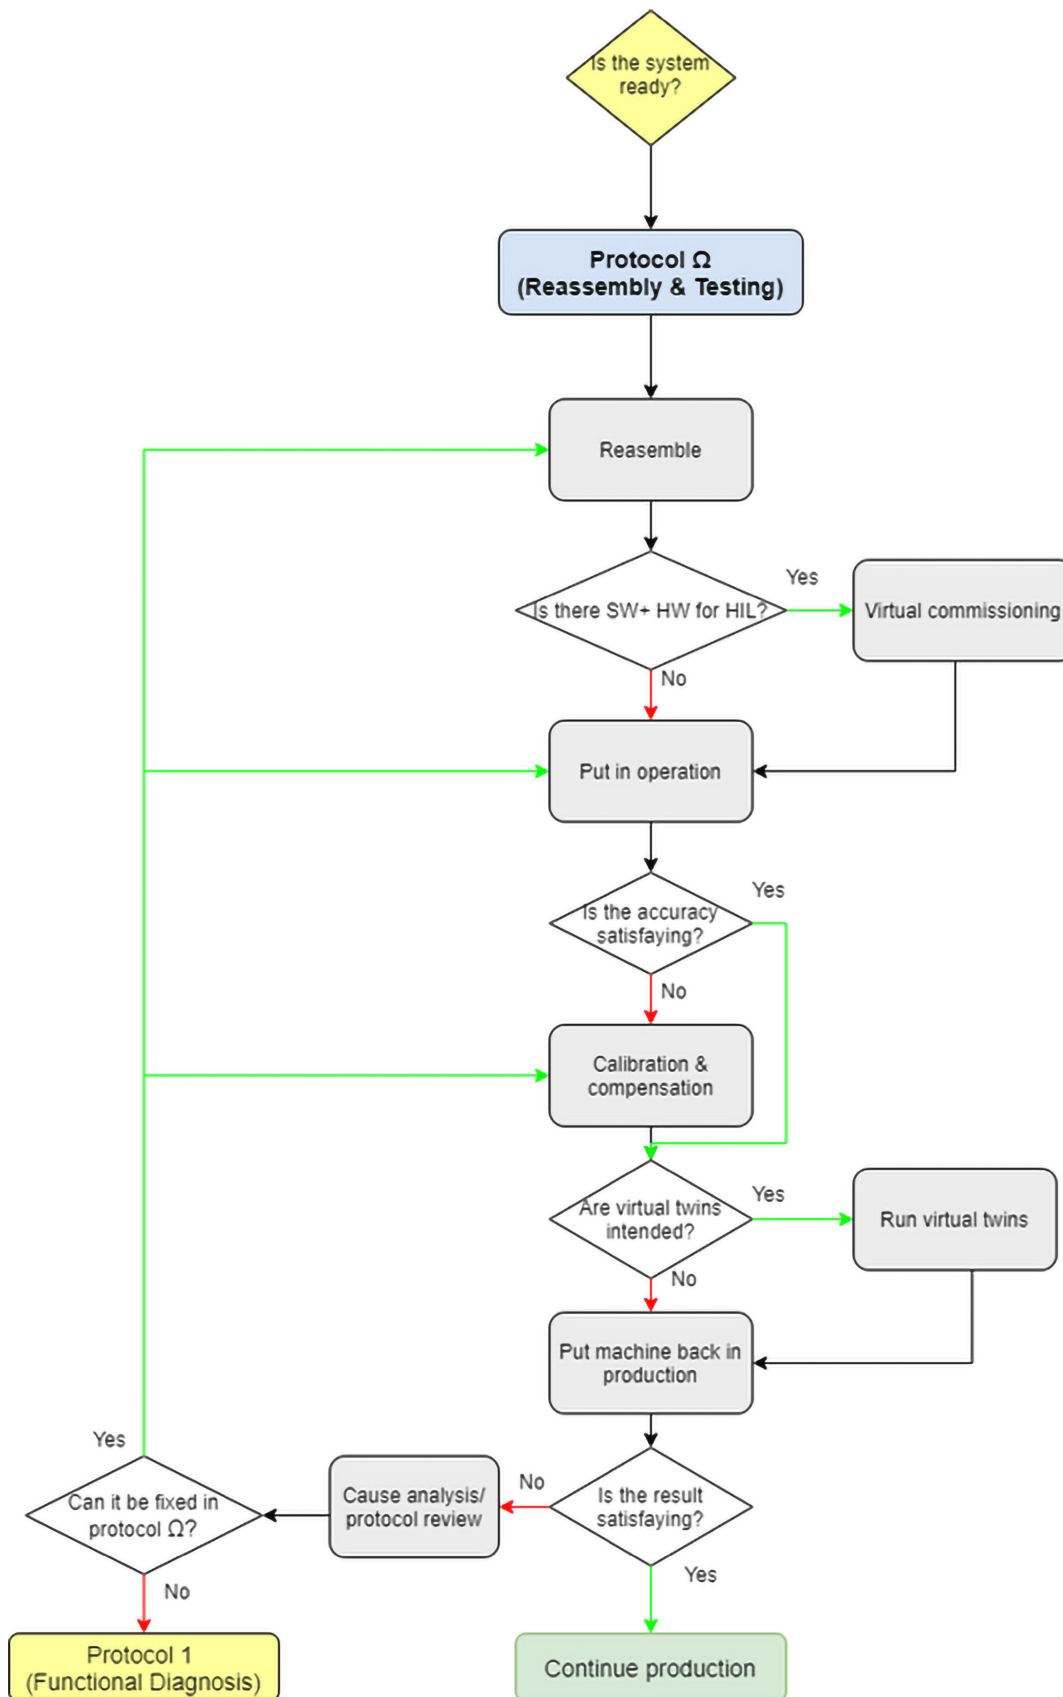 Is the system
ready?
Protocol Ω
(Reassembly & Testing)
Reassemble
Is there SW+ HW for HIL?
Yes
Virtual commissioning
No
Put in operation
Is the accuracy
satisfaying?
Yes
No
Calibration &
compensation
Are virtual twins
intended?
Yes
Run virtual twins
No
Put machine back in
production
Is the result
satisfaying?
No
Cause analysis/
protocol review
Yes
Can it be fixed in
protocol Ω?
Yes
No
Protocol 1
(Functional Diagnosis)
Continue production